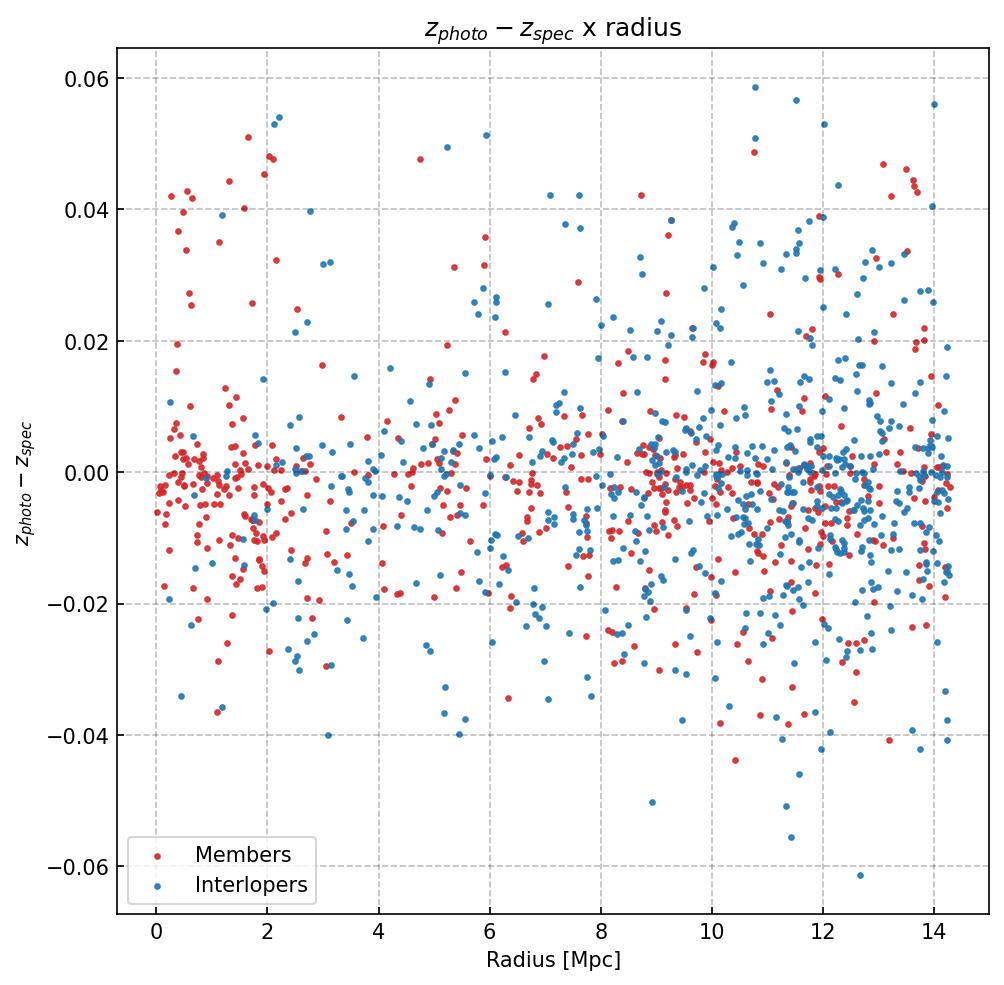 z_photo − z_spec x radius
0.06
0.04
0.02
0.00
−0.02
−0.04
−0.06
z_photo − z_spec
Members
Interlopers
0 2 4 6 8 10 12 14
Radius [Mpc]